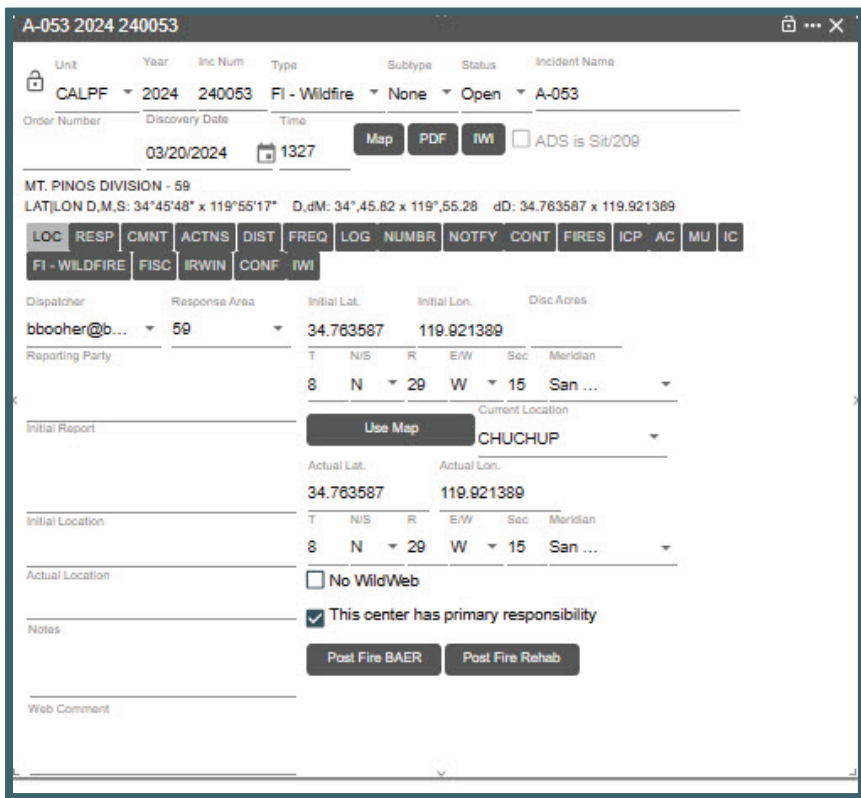 A-053 2024 240053
Unit Year Inc Num Type Subtype Status Incident Name
CALPF 2024 240053 FI - Wildfire None Open A-053
Order Number Discovery Date Time
03/20/2024 1327 Map PDF IWI ADS is Sit/209
MT. PINOS DIVISION - 59
LAT|LON D,M,S: 34°45'48" x 119°55'17" D,dM: 34°,45.82 x 119°,55.28 dD: 34.763587 x 119.921389
LOC RESP CMNT ACTNS DIST FREQ LOG NUMBR NOTFY CONT FIRES ICP AC MU IC
FI - WILDFIRE FISC IRWIN CONF IWI
Dispatcher Response Area Initial Lat. Initial Lon. Disc Acres
bbooher@b... 59 34.763587 119.921389
Reporting Party T N/S R E/W Sec Meridian
8 N 29 W 15 San ...
Initial Report Use Map Current Location
CHUCHUP
Actual Lat. Actual Lon.
34.763587 119.921389
Initial Location T N/S R E/W Sec Meridian
8 N 29 W 15 San ...
Actual Location No WildWeb
This center has primary responsibility
Notes
Post Fire BAER Post Fire Rehab
Web Comment